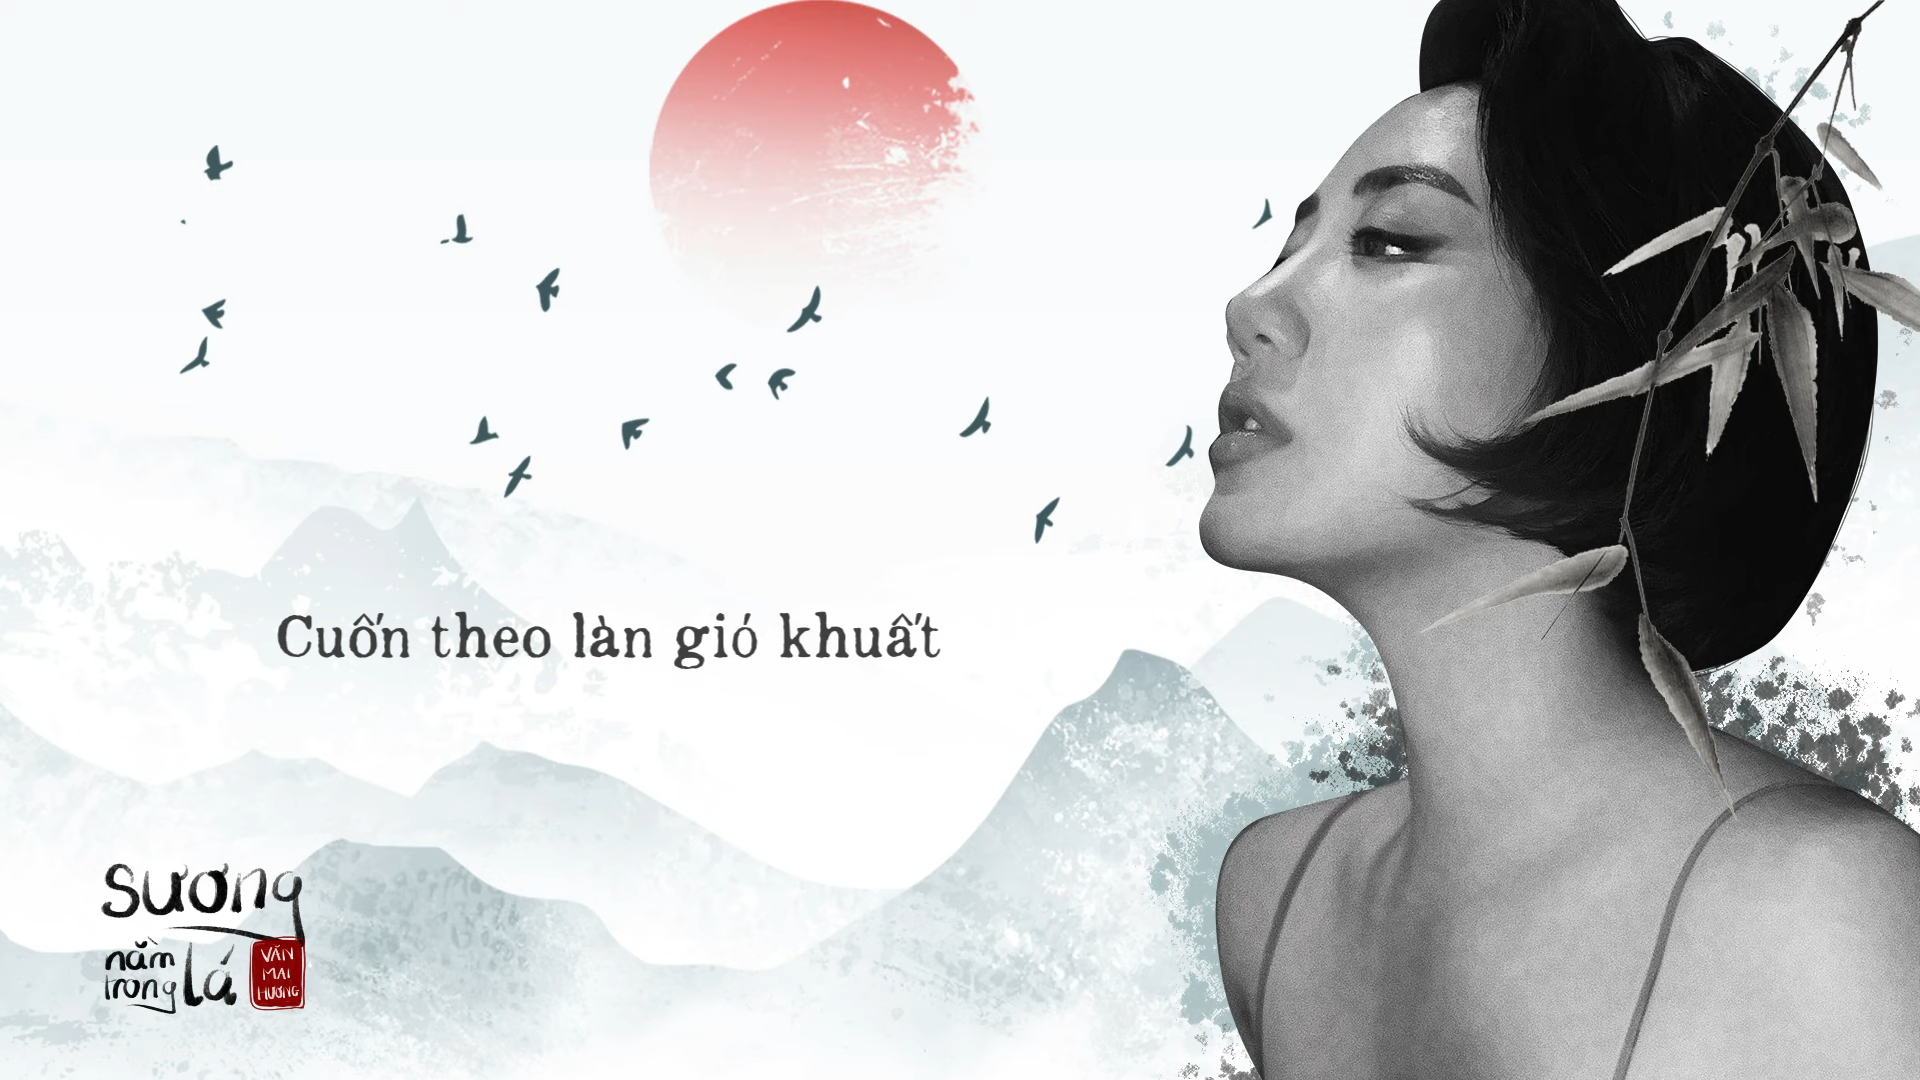 Cuốn theo làn gió khuất
sương
nằm
trong lá
VĂN
MAI
HƯƠNG